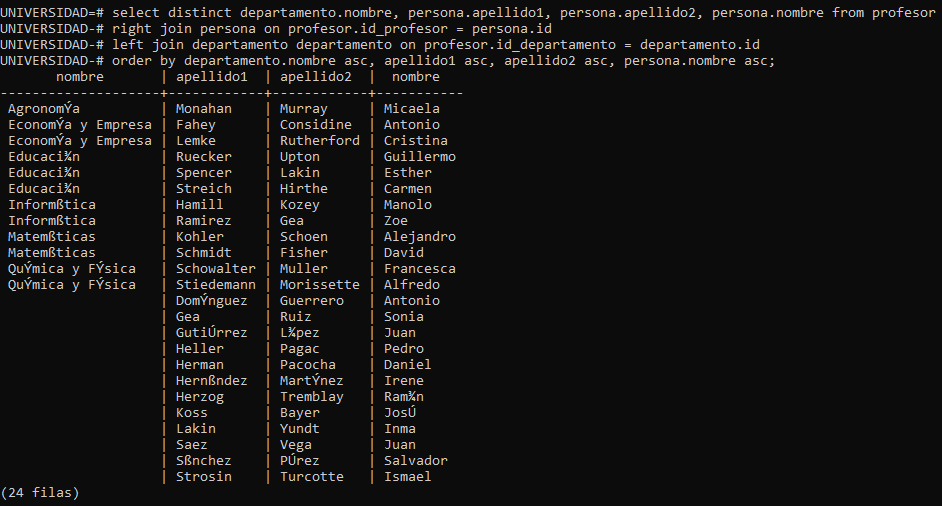 UNIVERSIDAD=# select distinct departamento.nombre, persona.apellido1, persona.apellido2, persona.nombre from profesor
UNIVERSIDAD-# right join persona on profesor.id_profesor = persona.id
UNIVERSIDAD-# left join departamento departamento on profesor.id_departamento = departamento.id
UNIVERSIDAD-# order by departamento.nombre asc, apellido1 asc, apellido2 asc, persona.nombre asc;
      nombre       | apellido1  | apellido2  |  nombre
-------------------+------------+------------+-----------
 AgronomÝa         | Monahan    | Murray     | Micaela
 EconomÝa y Empresa | Fahey      | Considine  | Antonio
 EconomÝa y Empresa | Lemke      | Rutherford | Cristina
 Educaci¾n         | Ruecker    | Upton      | Guillermo
 Educaci¾n         | Spencer    | Lakin      | Esther
 Educaci¾n         | Streich    | Hirthe     | Carmen
 Informßtica       | Hamill     | Kozey      | Manolo
 Informßtica       | Ramirez    | Gea        | Zoe
 Matemßticas       | Kohler     | Schoen     | Alejandro
 Matemßticas       | Schmidt    | Fisher     | David
 QuÝmica y FÝsica  | Schowalter | Muller     | Francesca
 QuÝmica y FÝsica  | Stiedemann | Morissette | Alfredo
                   | DomÝnguez  | Guerrero   | Antonio
                   | Gea        | Ruiz       | Sonia
                   | GutiÚrrez  | L¾pez      | Juan
                   | Heller     | Pagac      | Pedro
                   | Herman     | Pacocha    | Daniel
                   | Hernßndez  | MartÝnez   | Irene
                   | Herzog     | Tremblay   | Ram¾n
                   | Koss       | Bayer      | JosÚ
                   | Lakin      | Yundt      | Inma
                   | Saez       | Vega       | Juan
                   | Sßnchez    | PÚrez      | Salvador
                   | Strosin    | Turcotte   | Ismael
(24 filas)